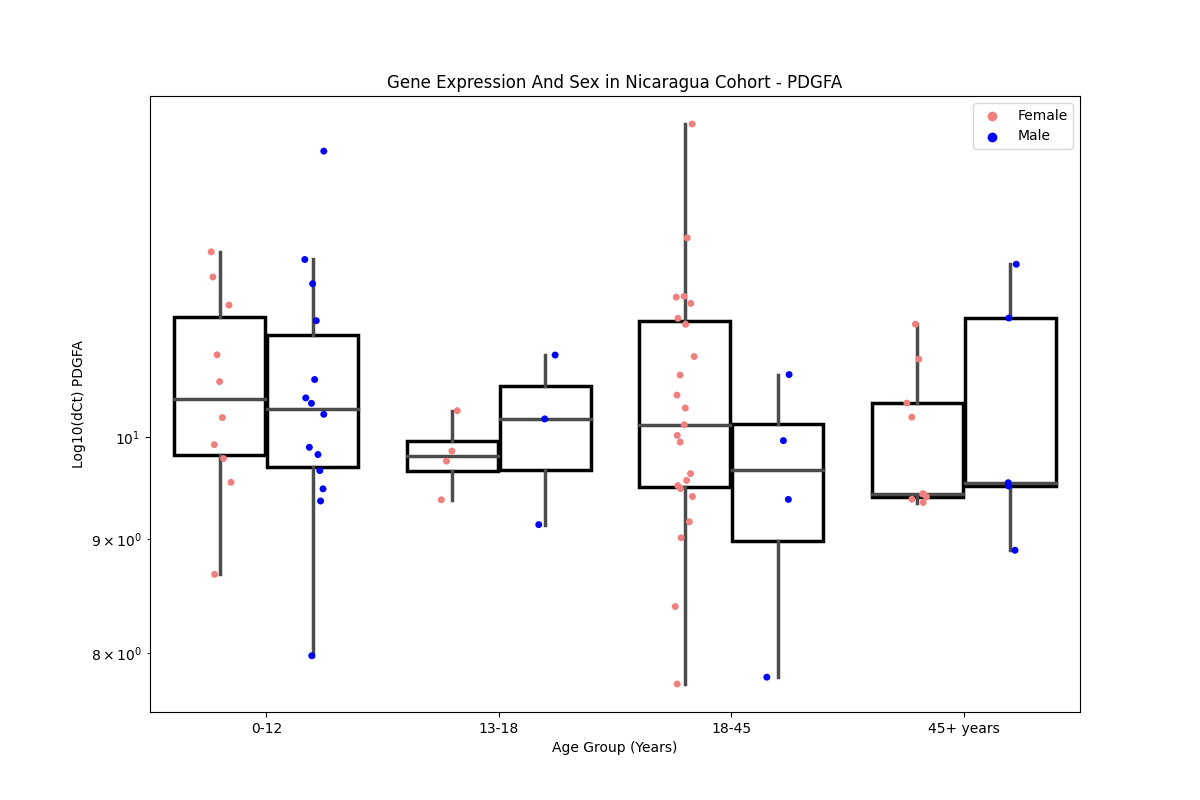 Gene Expression And Sex in Nicaragua Cohort - PDGFA
Female
Male
Log10(dCt) PDGFA
10¹
9 × 10⁰
8 × 10⁰
0-12
13-18
18-45
45+ years
Age Group (Years)